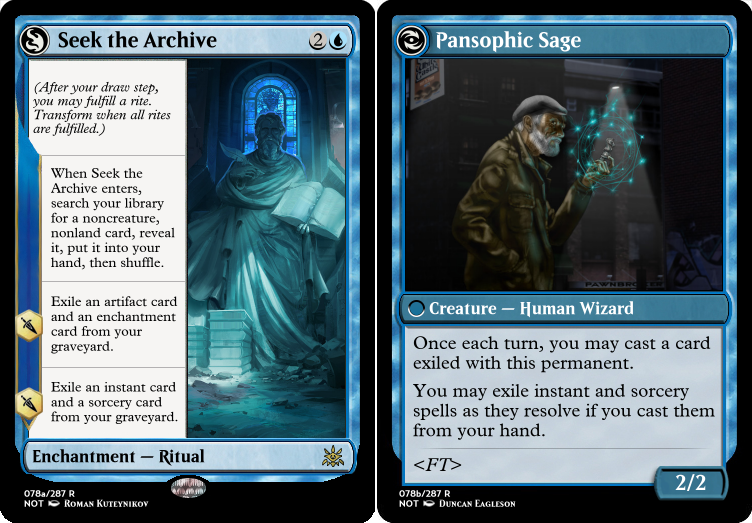 Seek the Archive
2
(After your draw step,
you may fulfill a rite.
Transform when all rites
are fulfilled.)
When Seek the
Archive enters,
search your library
for a noncreature,
nonland card, reveal
it, put it into your
hand, then shuffle.
Exile an artifact card
and an enchantment
card from your
graveyard.
Exile an instant card
and a sorcery card
from your graveyard.
Enchantment — Ritual
078a/287 R
NOT Roman Kuteynikov
Pansophic Sage
PAWNBROKER
Creature — Human Wizard
Once each turn, you may cast a card
exiled with this permanent.
You may exile instant and sorcery
spells as they resolve if you cast them
from your hand.
<FT>
2/2
078b/287 R
NOT Duncan Eagleson